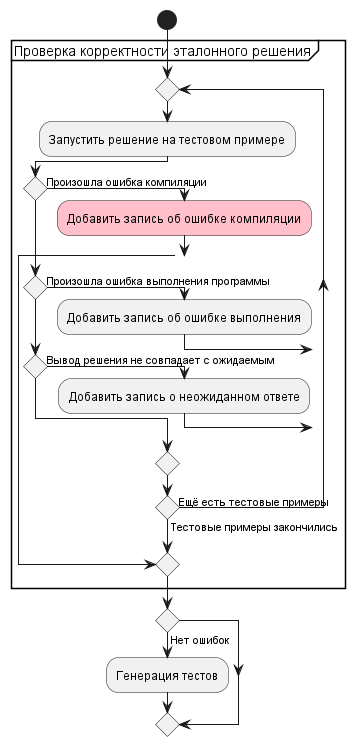 Проверка корректности эталонного решения
Запустить решение на тестовом примере
Произошла ошибка компиляции
Добавить запись об ошибке компиляции
Произошла ошибка выполнения программы
Добавить запись об ошибке выполнения
Вывод решения не совпадает с ожидаемым
Добавить запись о неожиданном ответе
Ещё есть тестовые примеры
Тестовые примеры закончились
Нет ошибок
Генерация тестов